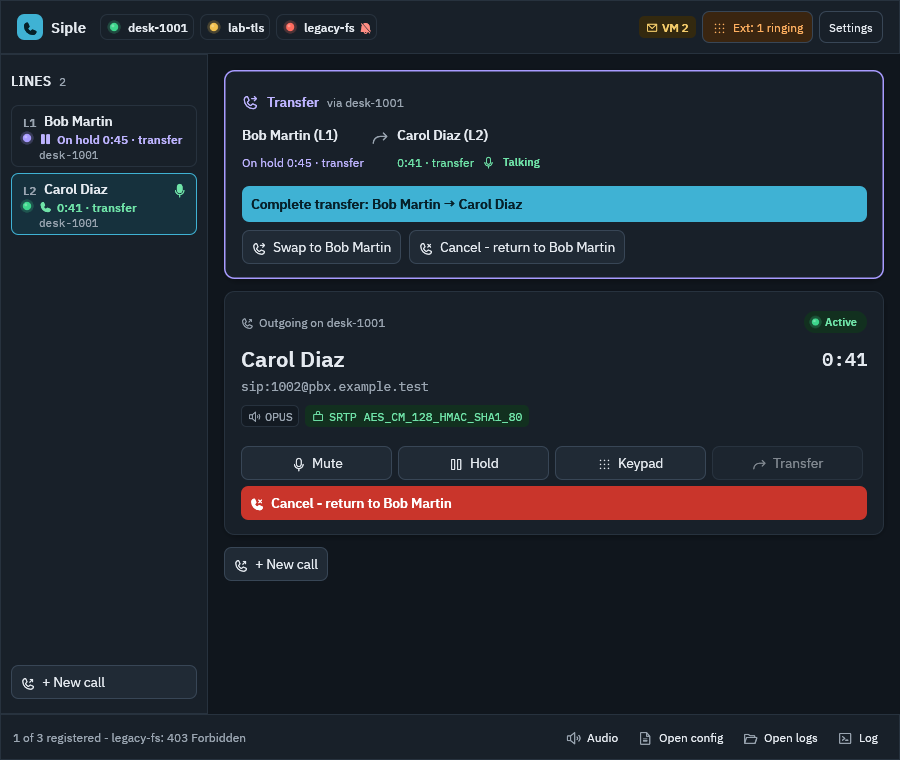 Siple
desk-1001
lab-tls
legacy-fs
VM 2
Ext: 1 ringing
Settings
LINES 2
L1 Bob Martin
On hold 0:45 · transfer
desk-1001
L2 Carol Diaz
0:41 · transfer
desk-1001
+ New call
Transfer via desk-1001
Bob Martin (L1)
Carol Diaz (L2)
On hold 0:45 · transfer
0:41 · transfer
Talking
Complete transfer: Bob Martin → Carol Diaz
Swap to Bob Martin
Cancel - return to Bob Martin
Outgoing on desk-1001
Active
Carol Diaz
0:41
sip:1002@pbx.example.test
OPUS
SRTP AES_CM_128_HMAC_SHA1_80
Mute
Hold
Keypad
Transfer
Cancel - return to Bob Martin
+ New call
1 of 3 registered - legacy-fs: 403 Forbidden
Audio
Open config
Open logs
Log